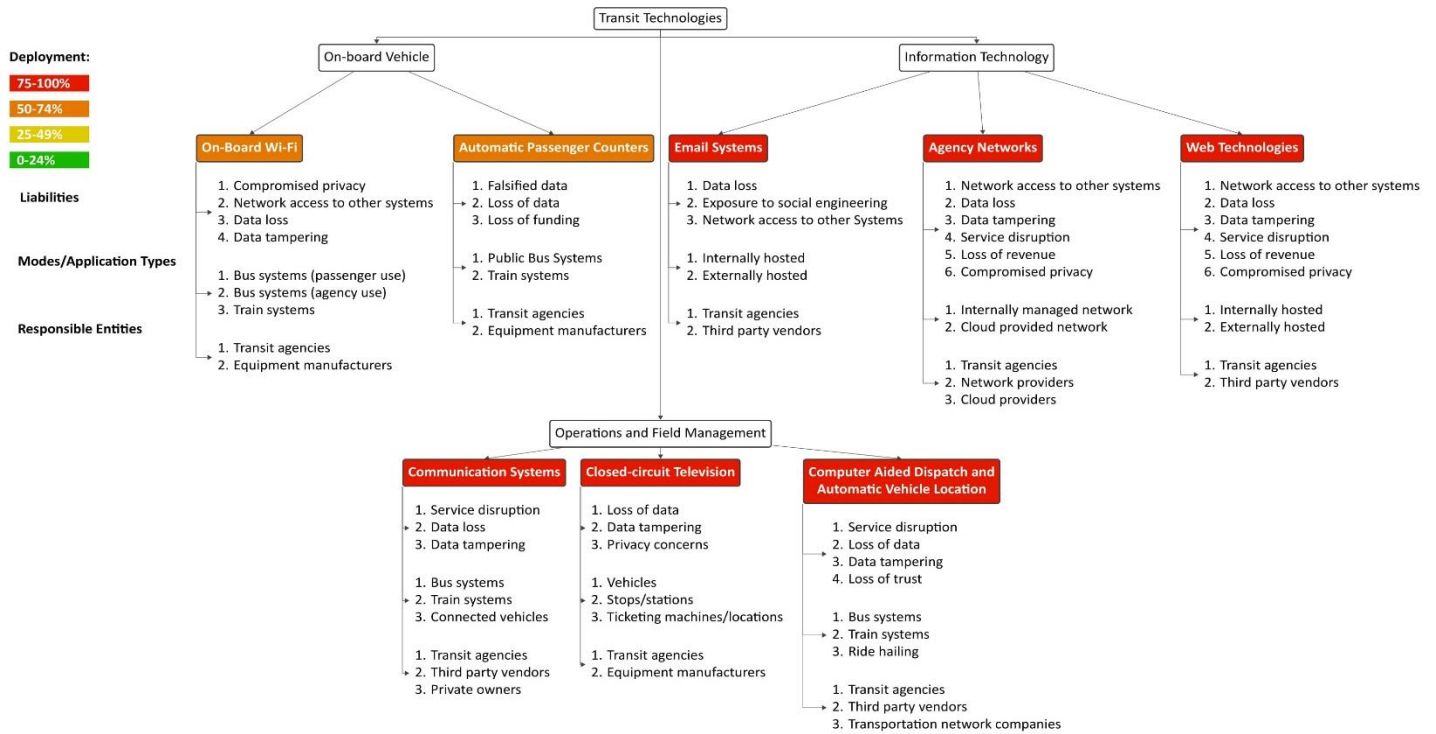 Transit Technologies
On-board Vehicle
Information Technology
Deployment:
75-100%
50-74%
25-49%
0-24%
Liabilities
Modes/Application Types
Responsible Entities
On-Board Wi-Fi
1. Compromised privacy
2. Network access to other systems
3. Data loss
4. Data tampering
1. Bus systems (passenger use)
2. Bus systems (agency use)
3. Train systems
1. Transit agencies
2. Equipment manufacturers
Automatic Passenger Counters
1. Falsified data
2. Loss of data
3. Loss of funding
1. Public Bus Systems
2. Train systems
1. Transit agencies
2. Equipment manufacturers
Email Systems
1. Data loss
2. Exposure to social engineering
3. Network access to other Systems
1. Internally hosted
2. Externally hosted
1. Transit agencies
2. Third party vendors
Agency Networks
1. Network access to other systems
2. Data loss
3. Data tampering
4. Service disruption
5. Loss of revenue
6. Compromised privacy
1. Internally managed network
2. Cloud provided network
1. Transit agencies
2. Network providers
3. Cloud providers
Web Technologies
1. Network access to other systems
2. Data loss
3. Data tampering
4. Service disruption
5. Loss of revenue
6. Compromised privacy
1. Internally hosted
2. Externally hosted
1. Transit agencies
2. Third party vendors
Operations and Field Management
Communication Systems
1. Service disruption
2. Data loss
3. Data tampering
1. Bus systems
2. Train systems
3. Connected vehicles
1. Transit agencies
2. Third party vendors
3. Private owners
Closed-circuit Television
1. Loss of data
2. Data tampering
3. Privacy concerns
1. Vehicles
2. Stops/stations
3. Ticketing machines/locations
1. Transit agencies
2. Equipment manufacturers
Computer Aided Dispatch and
Automatic Vehicle Location
1. Service disruption
2. Loss of data
3. Data tampering
4. Loss of trust
1. Bus systems
2. Train systems
3. Ride hailing
1. Transit agencies
2. Third party vendors
3. Transportation network companies